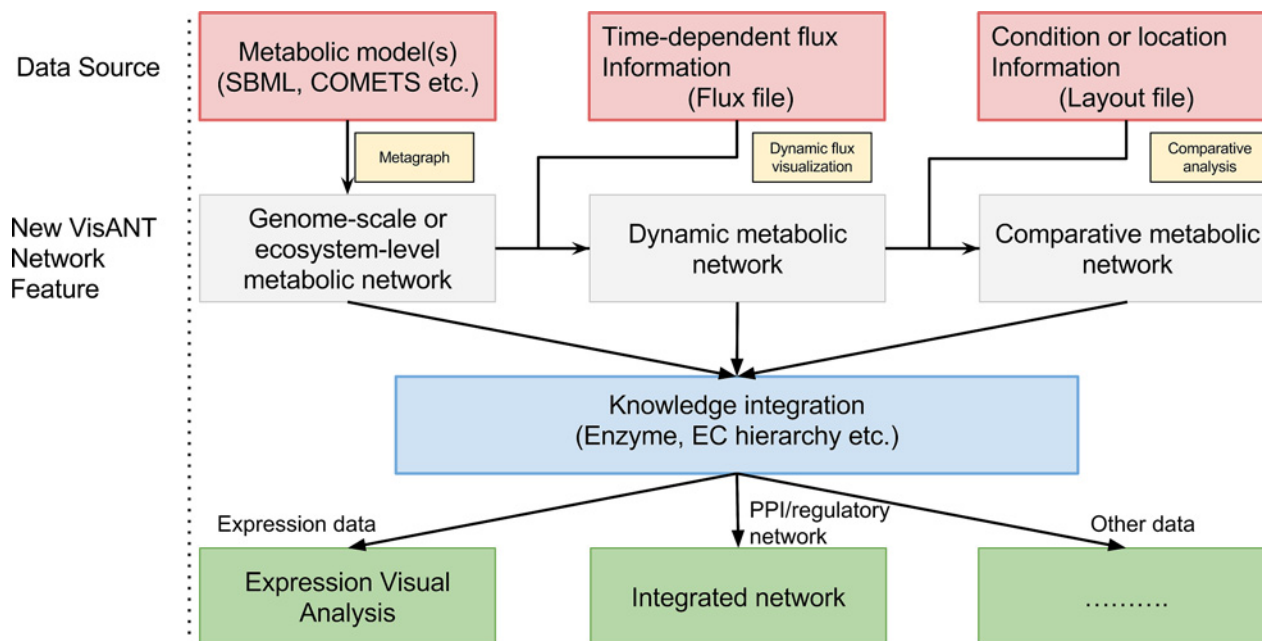 Data Source
Metabolic model(s)
(SBML, COMETS etc.)
Time-dependent flux
Information
(Flux file)
Condition or location
Information
(Layout file)
Metagraph
Dynamic flux
visualization
Comparative
analysis
New VisANT
Network
Feature
Genome-scale or
ecosystem-level
metabolic network
Dynamic metabolic
network
Comparative metabolic
network
Knowledge integration
(Enzyme, EC hierarchy etc.)
Expression data
PPI/regulatory
network
Other data
Expression Visual
Analysis
Integrated network
..........